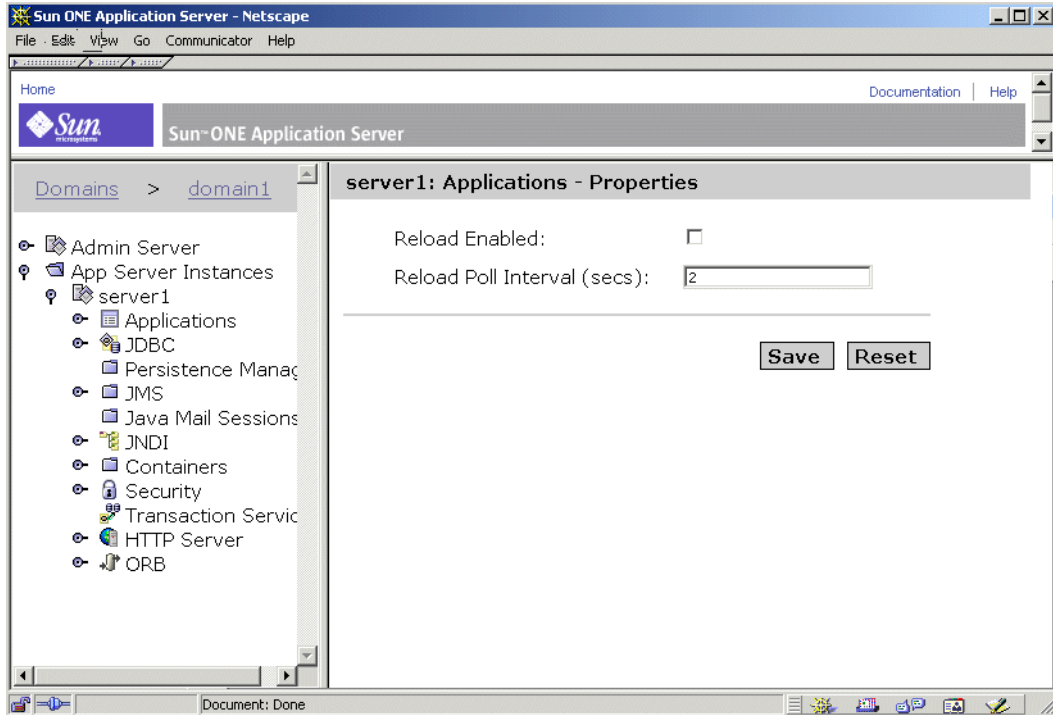 Sun ONE Application Server - Netscape
File Edit View Go Communicator Help
Home
Documentation | Help
Sun
microsystems
Sun™ ONE Application Server
Domains > domain1
Admin Server
App Server Instances
server1
Applications
JDBC
Persistence Manag
JMS
Java Mail Sessions
JNDI
Containers
Security
Transaction Servic
HTTP Server
ORB
server1: Applications - Properties
Reload Enabled:
Reload Poll Interval (secs): 2
Save Reset
Document: Done